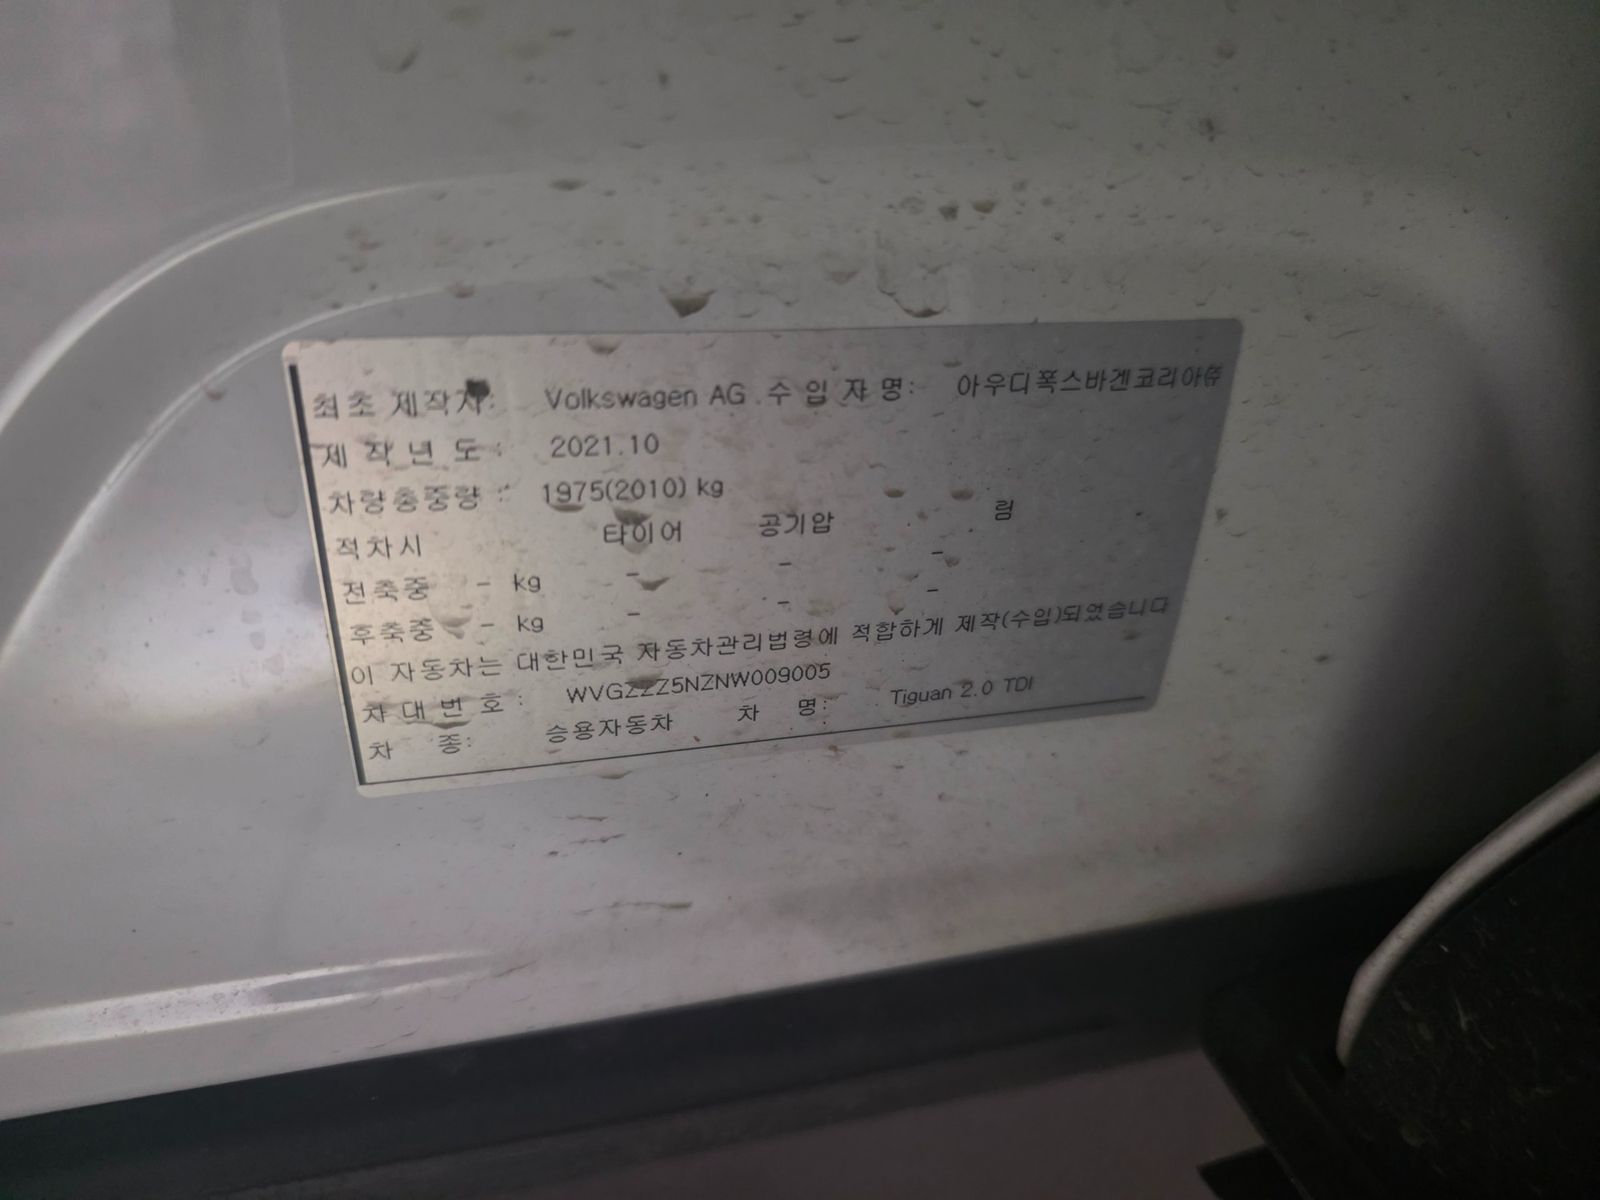 최초 제작자: Volkswagen AG 수 입 자 명: 아우디폭스바겐코리아㈜
제 작 년 도 : 2021.10
차량총중량 : 1975(2010) kg
적차시 타이어 공기압 림
전축중 - kg - - -
후축중 - kg - - -
이 자동차는 대한민국 자동차관리법령에 적합하게 제작(수입)되었습니다
차 대 번 호 : WVGZZZ5NZNW009005
차 종: 승용자동차 차 명: Tiguan 2.0 TDI